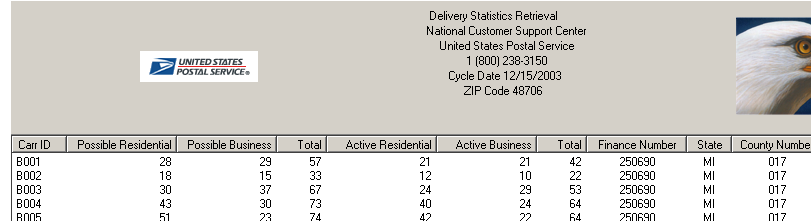 Delivery Statistics Retrieval
National Customer Support Center
United States Postal Service
1 (800) 238-3150
Cycle Date 12/15/2003
ZIP Code 48706
UNITED STATES
POSTAL SERVICE®
Carr ID Possible Residential Possible Business Total Active Residential Active Business Total Finance Number State County Numbe
B001 28 29 57 21 21 42 250690 MI 017
B002 18 15 33 12 10 22 250690 MI 017
B003 30 37 67 24 29 53 250690 MI 017
B004 43 30 73 40 24 64 250690 MI 017
B005 51 23 74 42 22 64 250690 MI 017